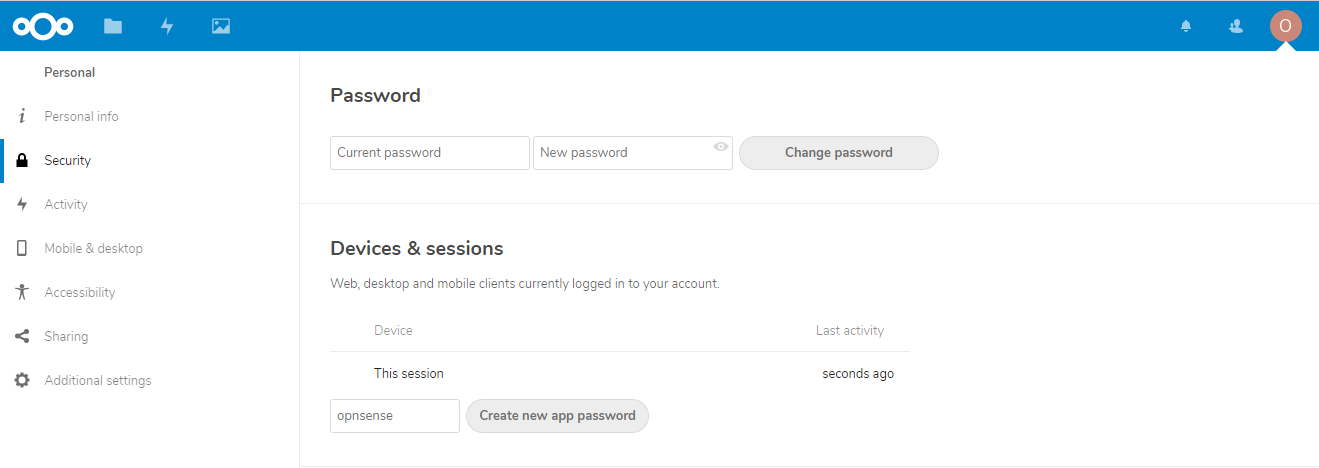 O
Personal
Personal info
Security
Activity
Mobile & desktop
Accessibility
Sharing
Additional settings
Password
Current password New password Change password
Devices & sessions
Web, desktop and mobile clients currently logged in to your account.
Device Last activity
This session seconds ago
opnsense Create new app password